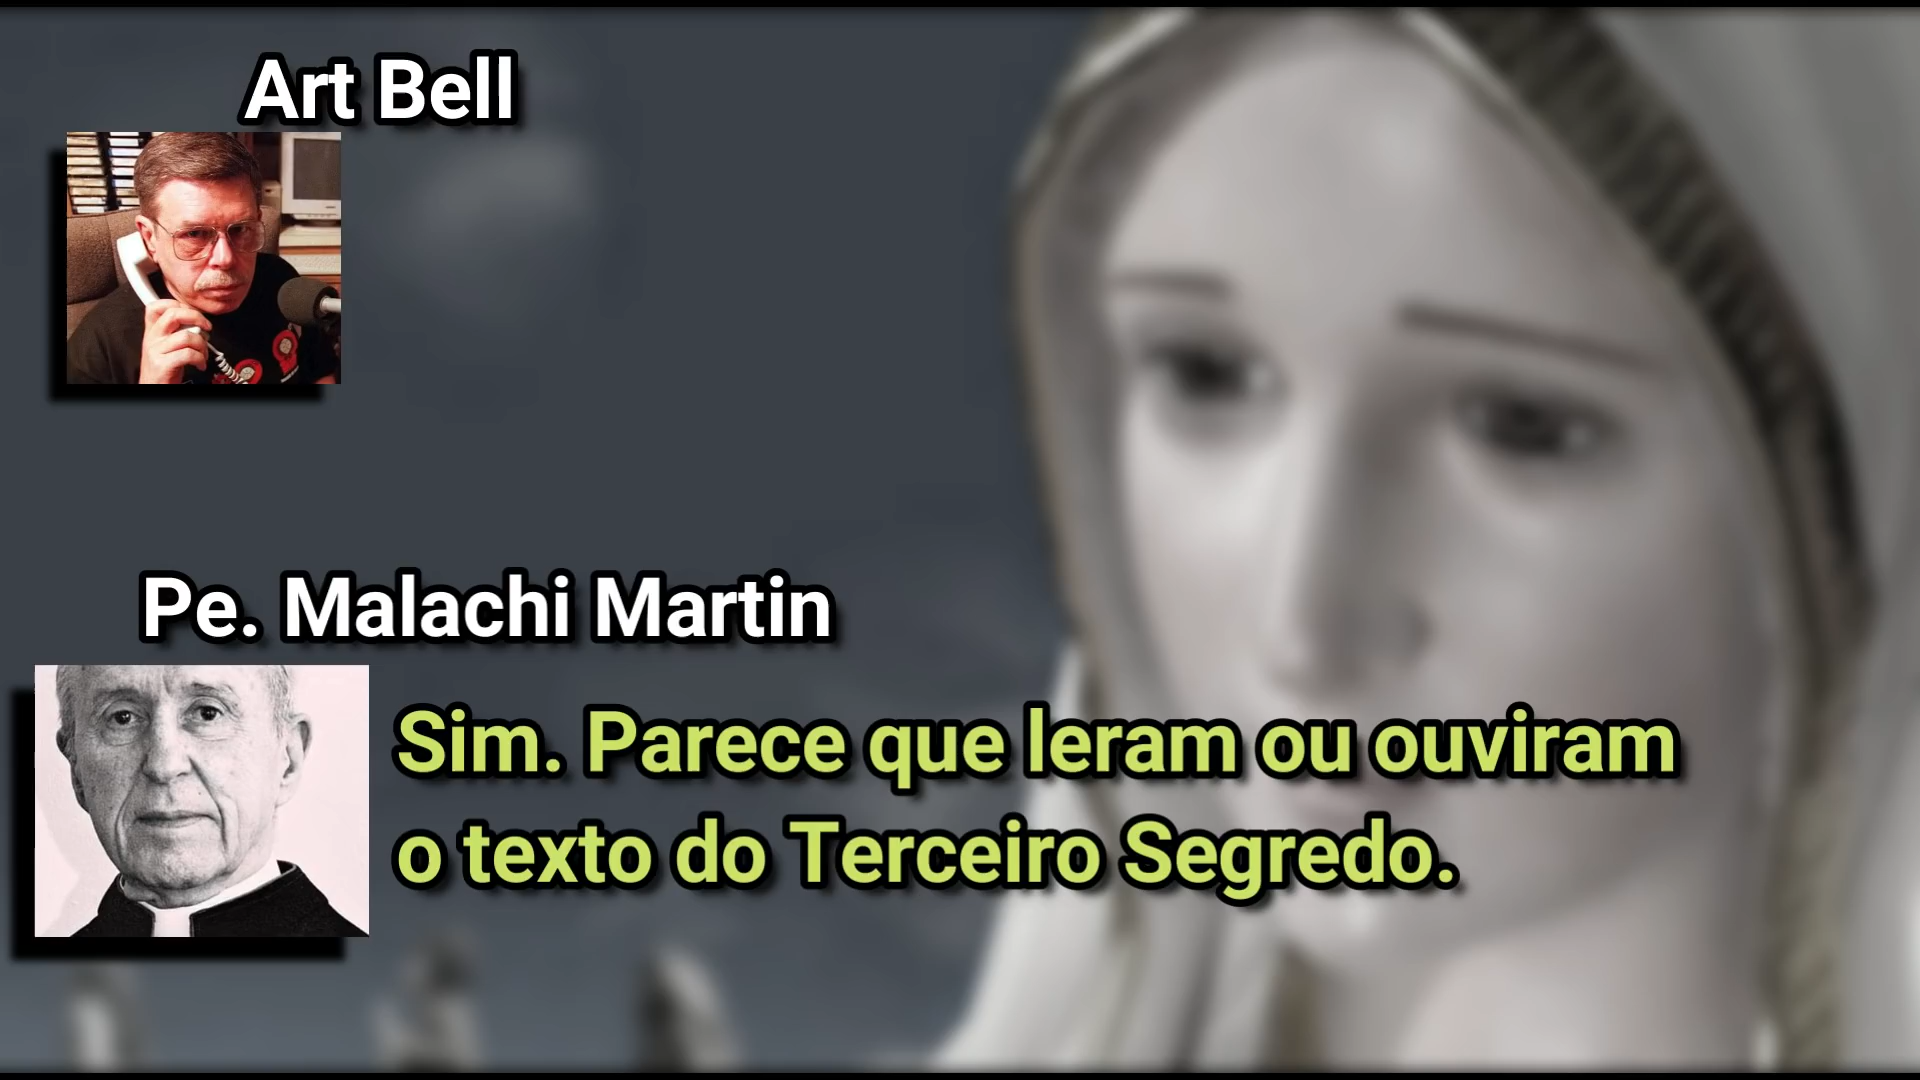 Art Bell
Pe. Malachi Martin
Sim. Parece que leram ou ouviram
o texto do Terceiro Segredo.